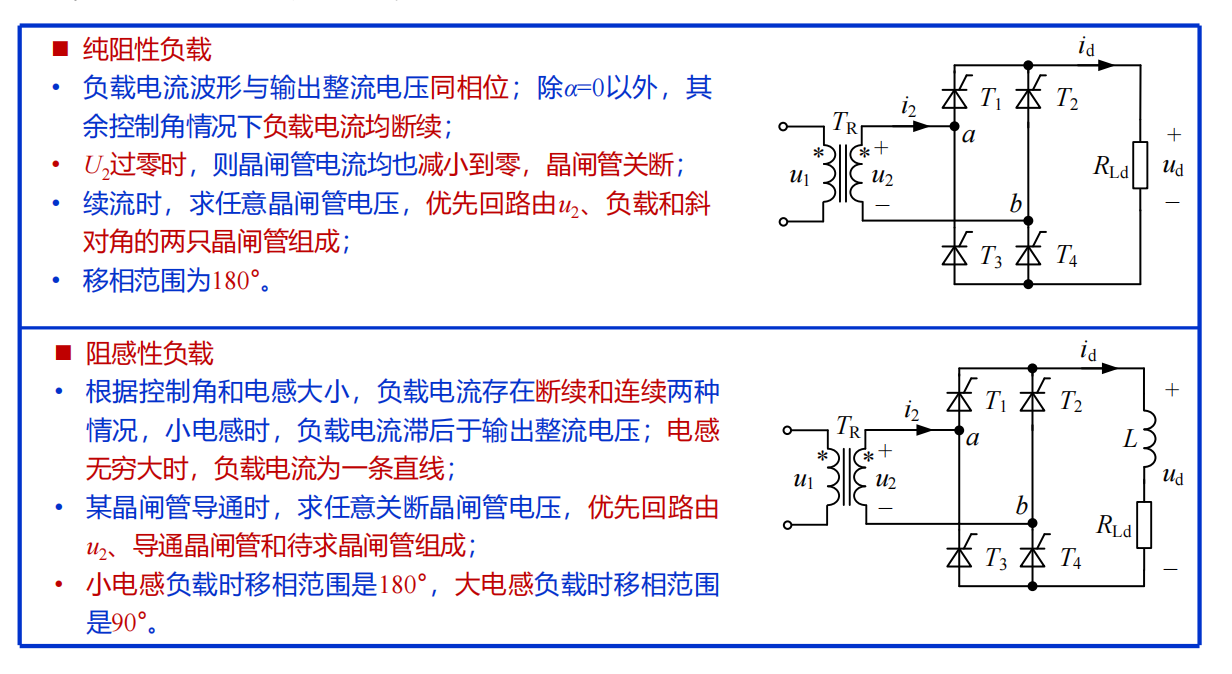 ■ 纯阻性负载
• 负载电流波形与输出整流电压同相位；除α=0以外，其
余控制角情况下负载电流均断续；
• U₂过零时，则晶闸管电流均也减小到零，晶闸管关断；
• 续流时，求任意晶闸管电压，优先回路由u₂、负载和斜
对角的两只晶闸管组成；
• 移相范围为180°。
i_d
T₁
T₂
i₂
T_R
a
*
*
+
u₁
u₂
−
b
R_Ld
+
u_d
−
T₃
T₄
■ 阻感性负载
• 根据控制角和电感大小，负载电流存在断续和连续两种
情况，小电感时，负载电流滞后于输出整流电压；电感
无穷大时，负载电流为一条直线；
• 某晶闸管导通时，求任意关断晶闸管电压，优先回路由
u₂、导通晶闸管和待求晶闸管组成；
• 小电感负载时移相范围是180°，大电感负载时移相范围
是90°。
i_d
T₁
T₂
i₂
T_R
a
*
*
+
u₁
u₂
−
b
L
R_Ld
+
u_d
−
T₃
T₄